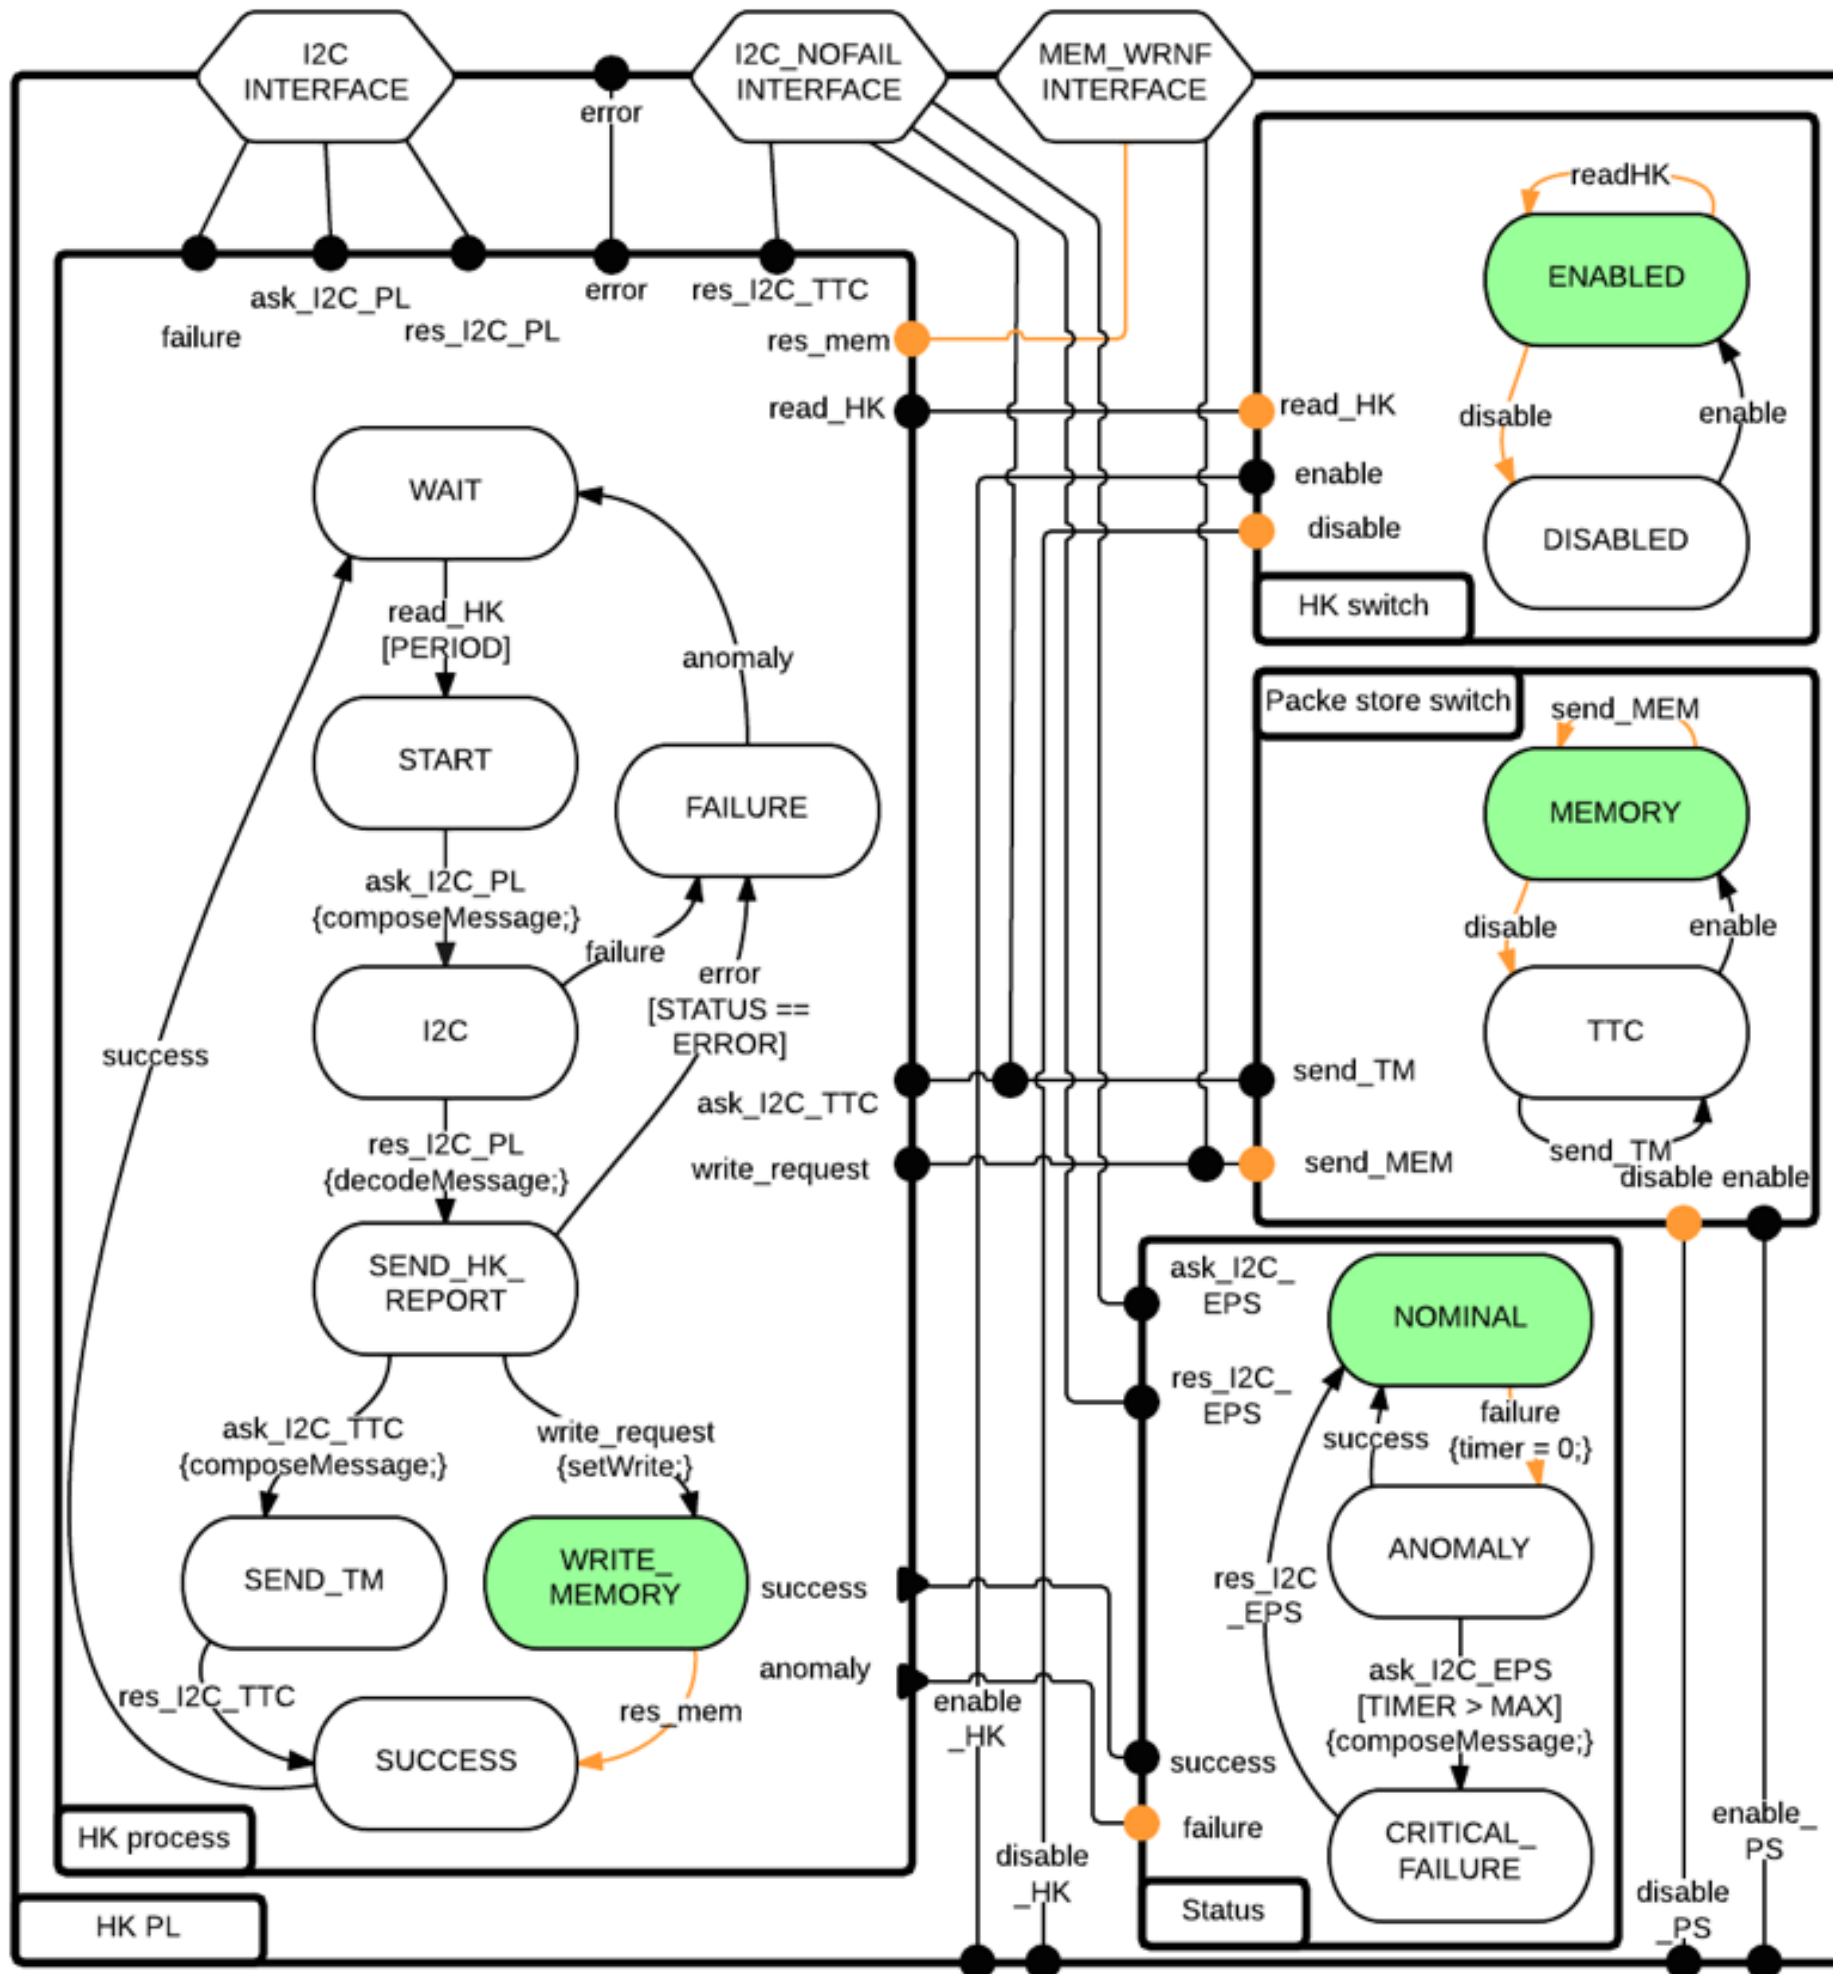 I2C
INTERFACE
I2C_NOFAIL
INTERFACE
MEM_WRNF
INTERFACE
error
failure
ask_I2C_PL
res_I2C_PL
error
res_I2C_TTC
res_mem
read_HK
WAIT
read_HK
[PERIOD]
START
anomaly
FAILURE
ask_I2C_PL
{composeMessage;}
failure
error
[STATUS ==
ERROR]
I2C
success
res_I2C_PL
{decodeMessage;}
ask_I2C_TTC
write_request
SEND_HK_
REPORT
ask_I2C_TTC
{composeMessage;}
write_request
{setWrite;}
SEND_TM
WRITE_
MEMORY
success
anomaly
res_I2C_TTC
res_mem
SUCCESS
HK process
HK PL
enable
_HK
disable
_HK
readHK
ENABLED
read_HK
enable
disable
disable
enable
DISABLED
HK switch
Packe store switch
send_MEM
MEMORY
disable
enable
TTC
send_TM
send_MEM
send_TM
disable enable
ask_I2C_
EPS
res_I2C_
EPS
NOMINAL
failure
{timer = 0;}
success
ANOMALY
res_I2C
_EPS
ask_I2C_EPS
[TIMER > MAX]
{composeMessage;}
success
failure
CRITICAL_
FAILURE
Status
disable
_PS
enable_
PS